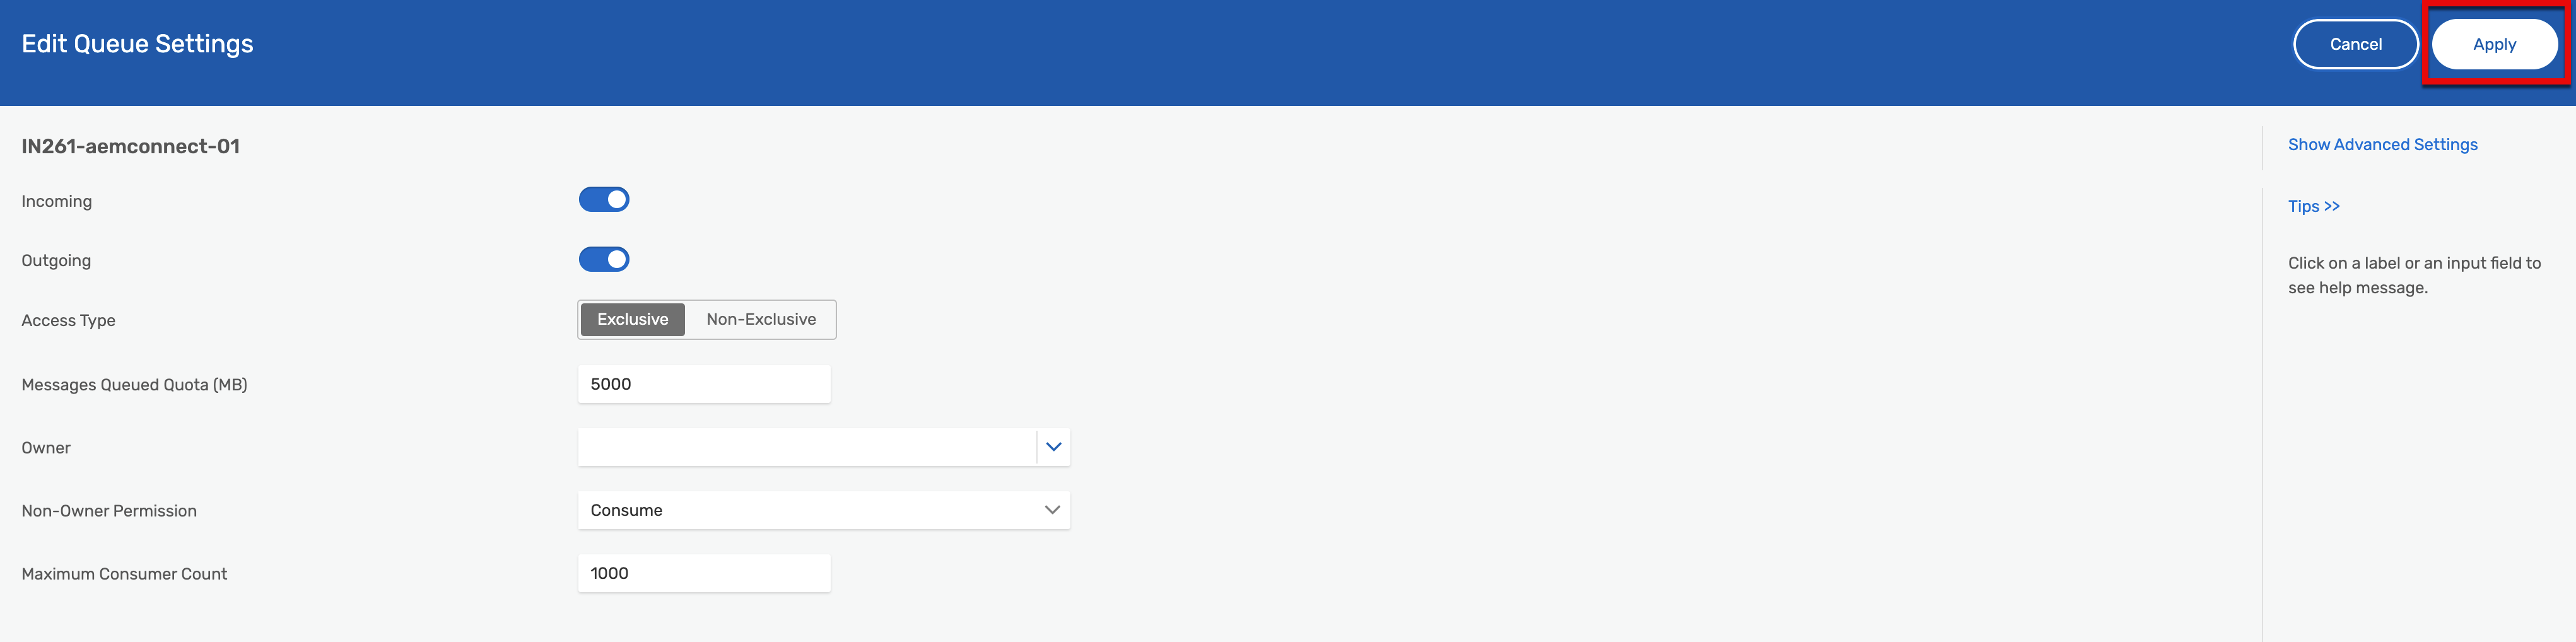 Edit Queue Settings
Cancel
Apply
IN261-aemconnect-01
Show Advanced Settings
Incoming
Tips >>
Outgoing
Click on a label or an input field to
see help message.
Access Type
Exclusive
Non-Exclusive
Messages Queued Quota (MB)
5000
Owner
Non-Owner Permission
Consume
Maximum Consumer Count
1000